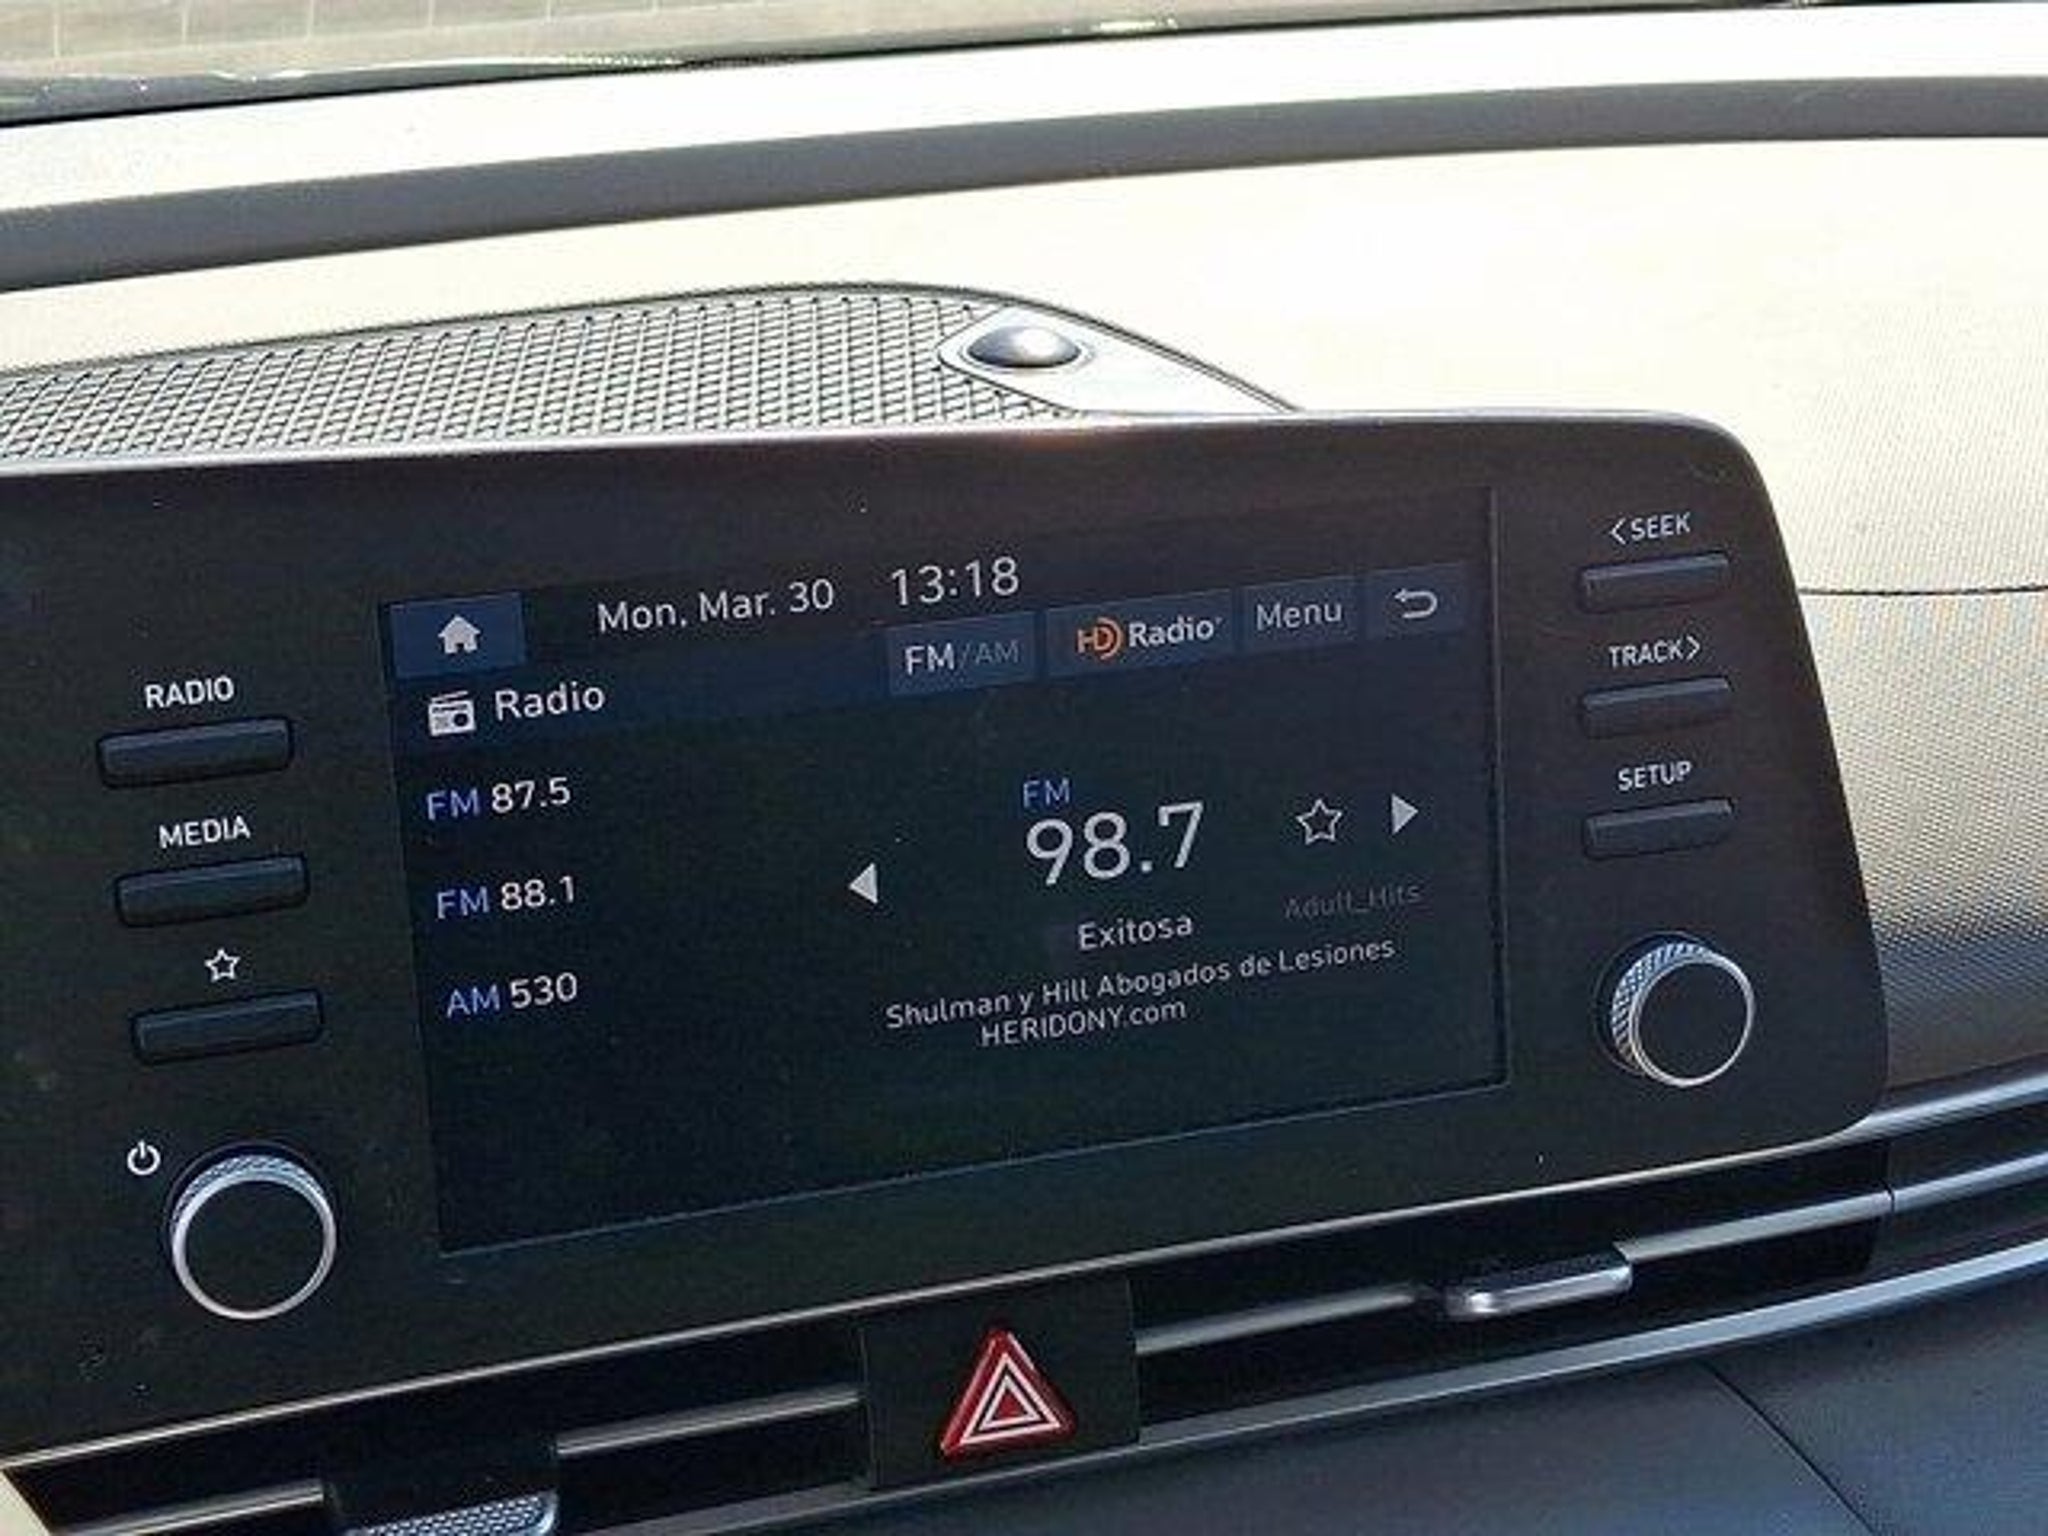 Mon. Mar. 30 13:18
Radio
FM/AM
HD Radio
Menu
FM 87.5
FM 88.1
AM 530
FM
98.7
Exitosa
Adult_Hits
Shulman y Hill Abogados de Lesiones
HERIDONY.com
RADIO
MEDIA
<SEEK
TRACK>
SETUP